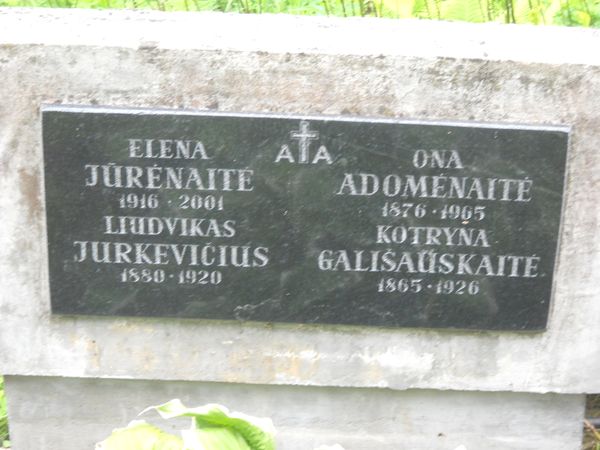 A A
ELENA
JŪRĖNAITĖ
1916 · 2001
LIUDVIKAS
JURKEVIČIUS
1880 · 1920
ONA
ADOMĖNAITĖ
1876 · 1965
KOTRYNA
GALIŠAUSKAITĖ
1865 · 1926